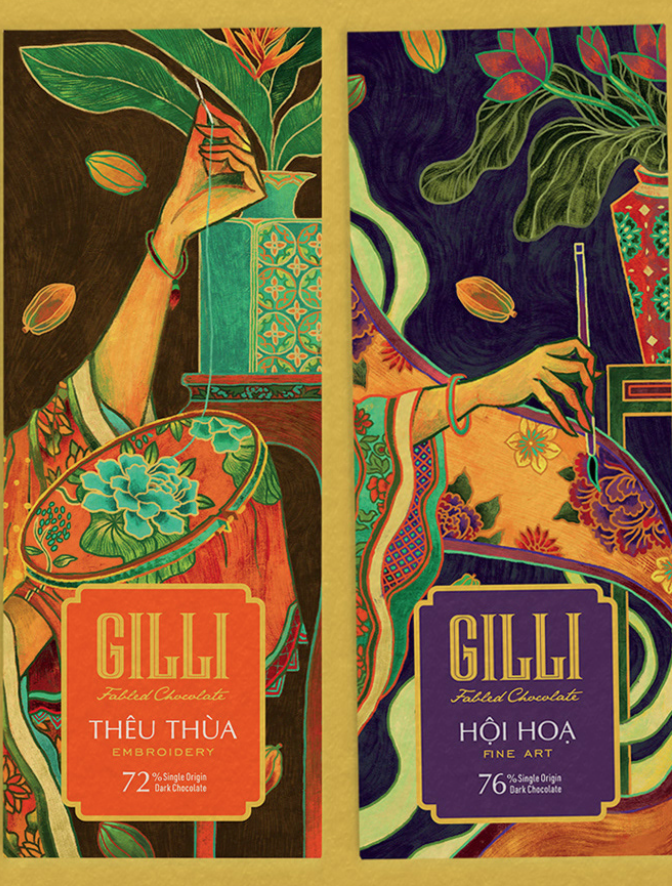 GILLI
Fabled Chocolate
THÊU THÙA
EMBROIDERY
72% Single Origin
Dark Chocolate
GILLI
Fabled Chocolate
HỘI HOẠ
FINE ART
76% Single Origin
Dark Chocolate